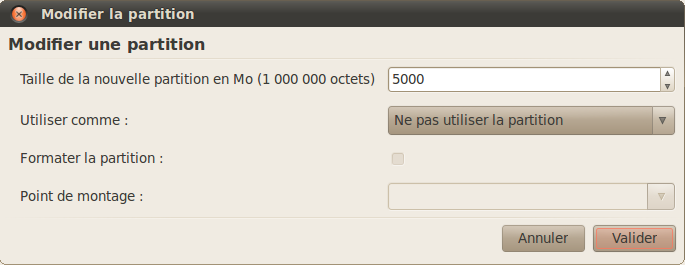 Modifier la partition
Modifier une partition
Taille de la nouvelle partition en Mo (1 000 000 octets) 5000
Utiliser comme : Ne pas utiliser la partition
Formater la partition :
Point de montage :
Annuler Valider